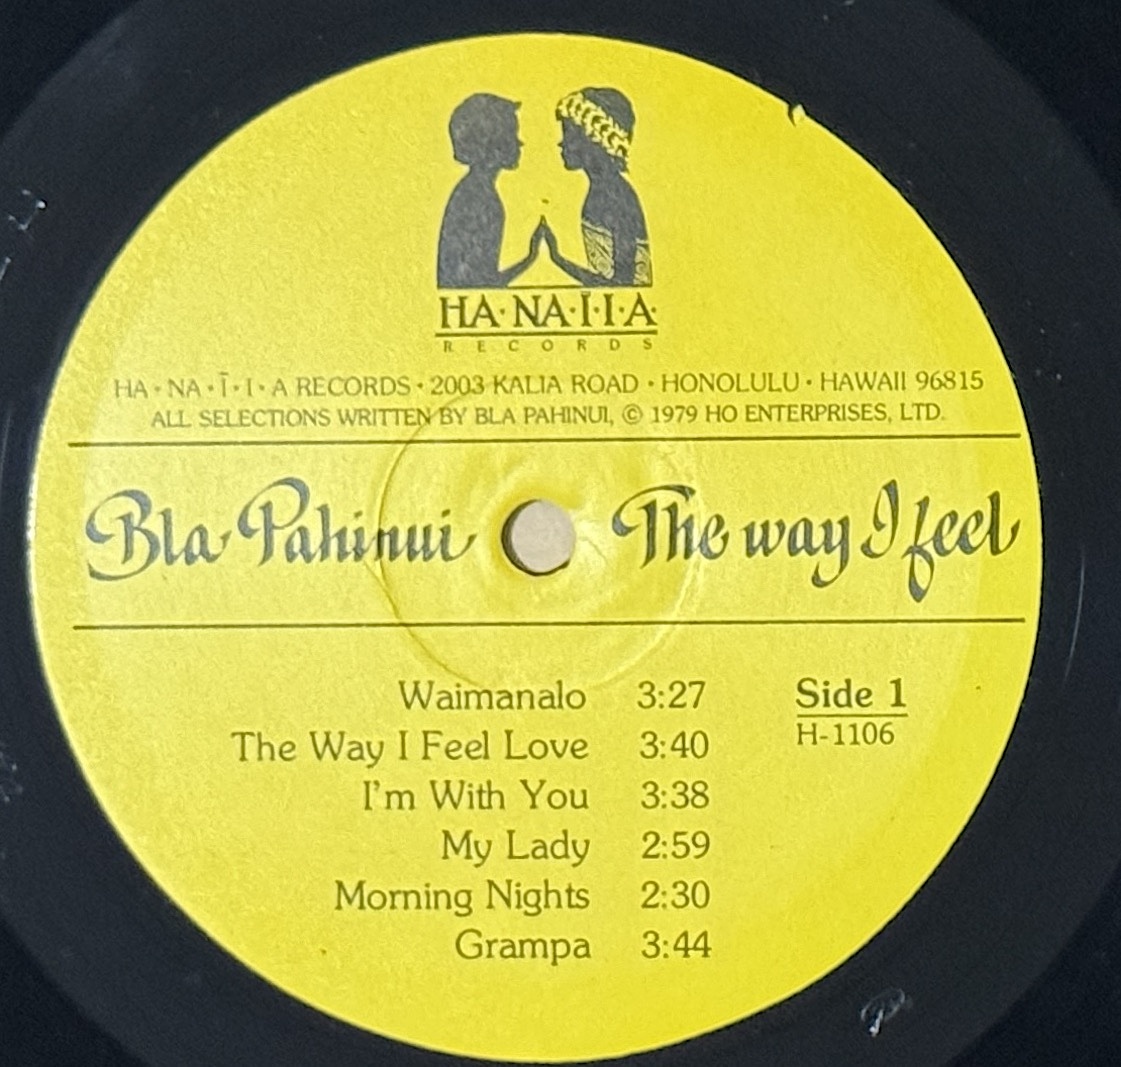 HA·NA·Ī·I·A·
RECORDS
HA·NA·Ī·I·A RECORDS·2003 KALIA ROAD·HONOLULU·HAWAII 96815
ALL SELECTIONS WRITTEN BY BLA PAHINUI, © 1979 HO ENTERPRISES, LTD.
Bla Pahinui The way I feel
Waimanalo 3:27
Side 1
The Way I Feel Love 3:40
H-1106
I'm With You 3:38
My Lady 2:59
Morning Nights 2:30
Grampa 3:44